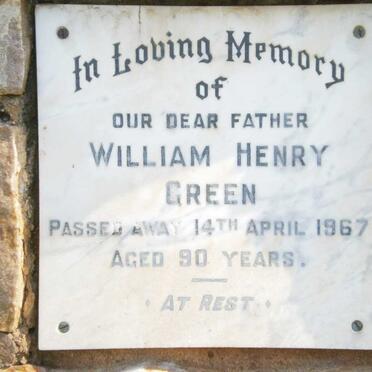 In Loving Memory
of
OUR DEAR FATHER
WILLIAM HENRY
GREEN
PASSED AWAY 14TH APRIL 1967
AGED 90 YEARS.
AT REST